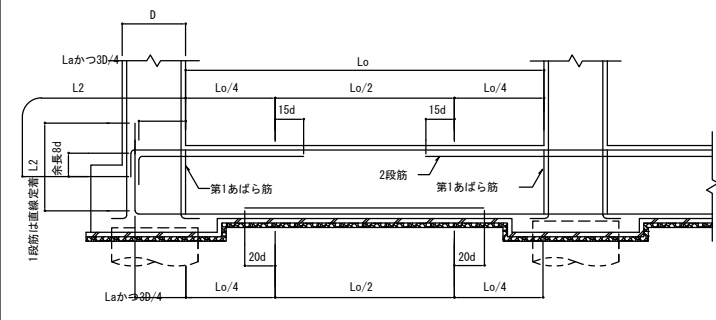 D
Laかつ3D/4
Lo
L2
Lo/4
Lo/2
Lo/4
15d
15d
余長8d
1段筋は直線定着 L2
2段筋
第1あばら筋
第1あばら筋
20d
20d
Laかつ3D/4
Lo/4
Lo/2
Lo/4